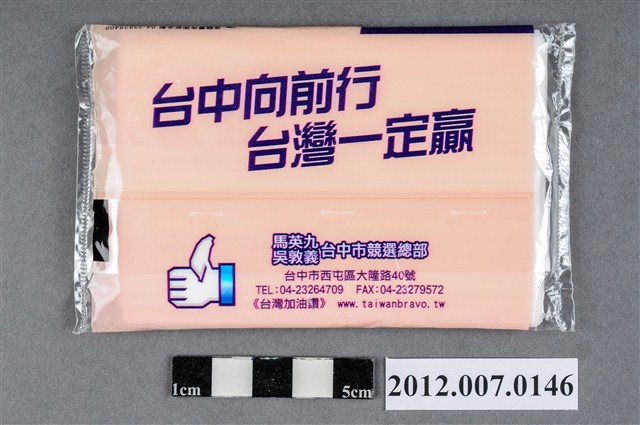 台中向前行
台灣一定贏
馬英九
吳敦義 台中市競選總部
台中市西屯區大隆路40號
TEL:04-23264709 FAX:04-23279572
《台灣加油讚》 www.taiwanbravo.tw
1cm 5cm
2012.007.0146